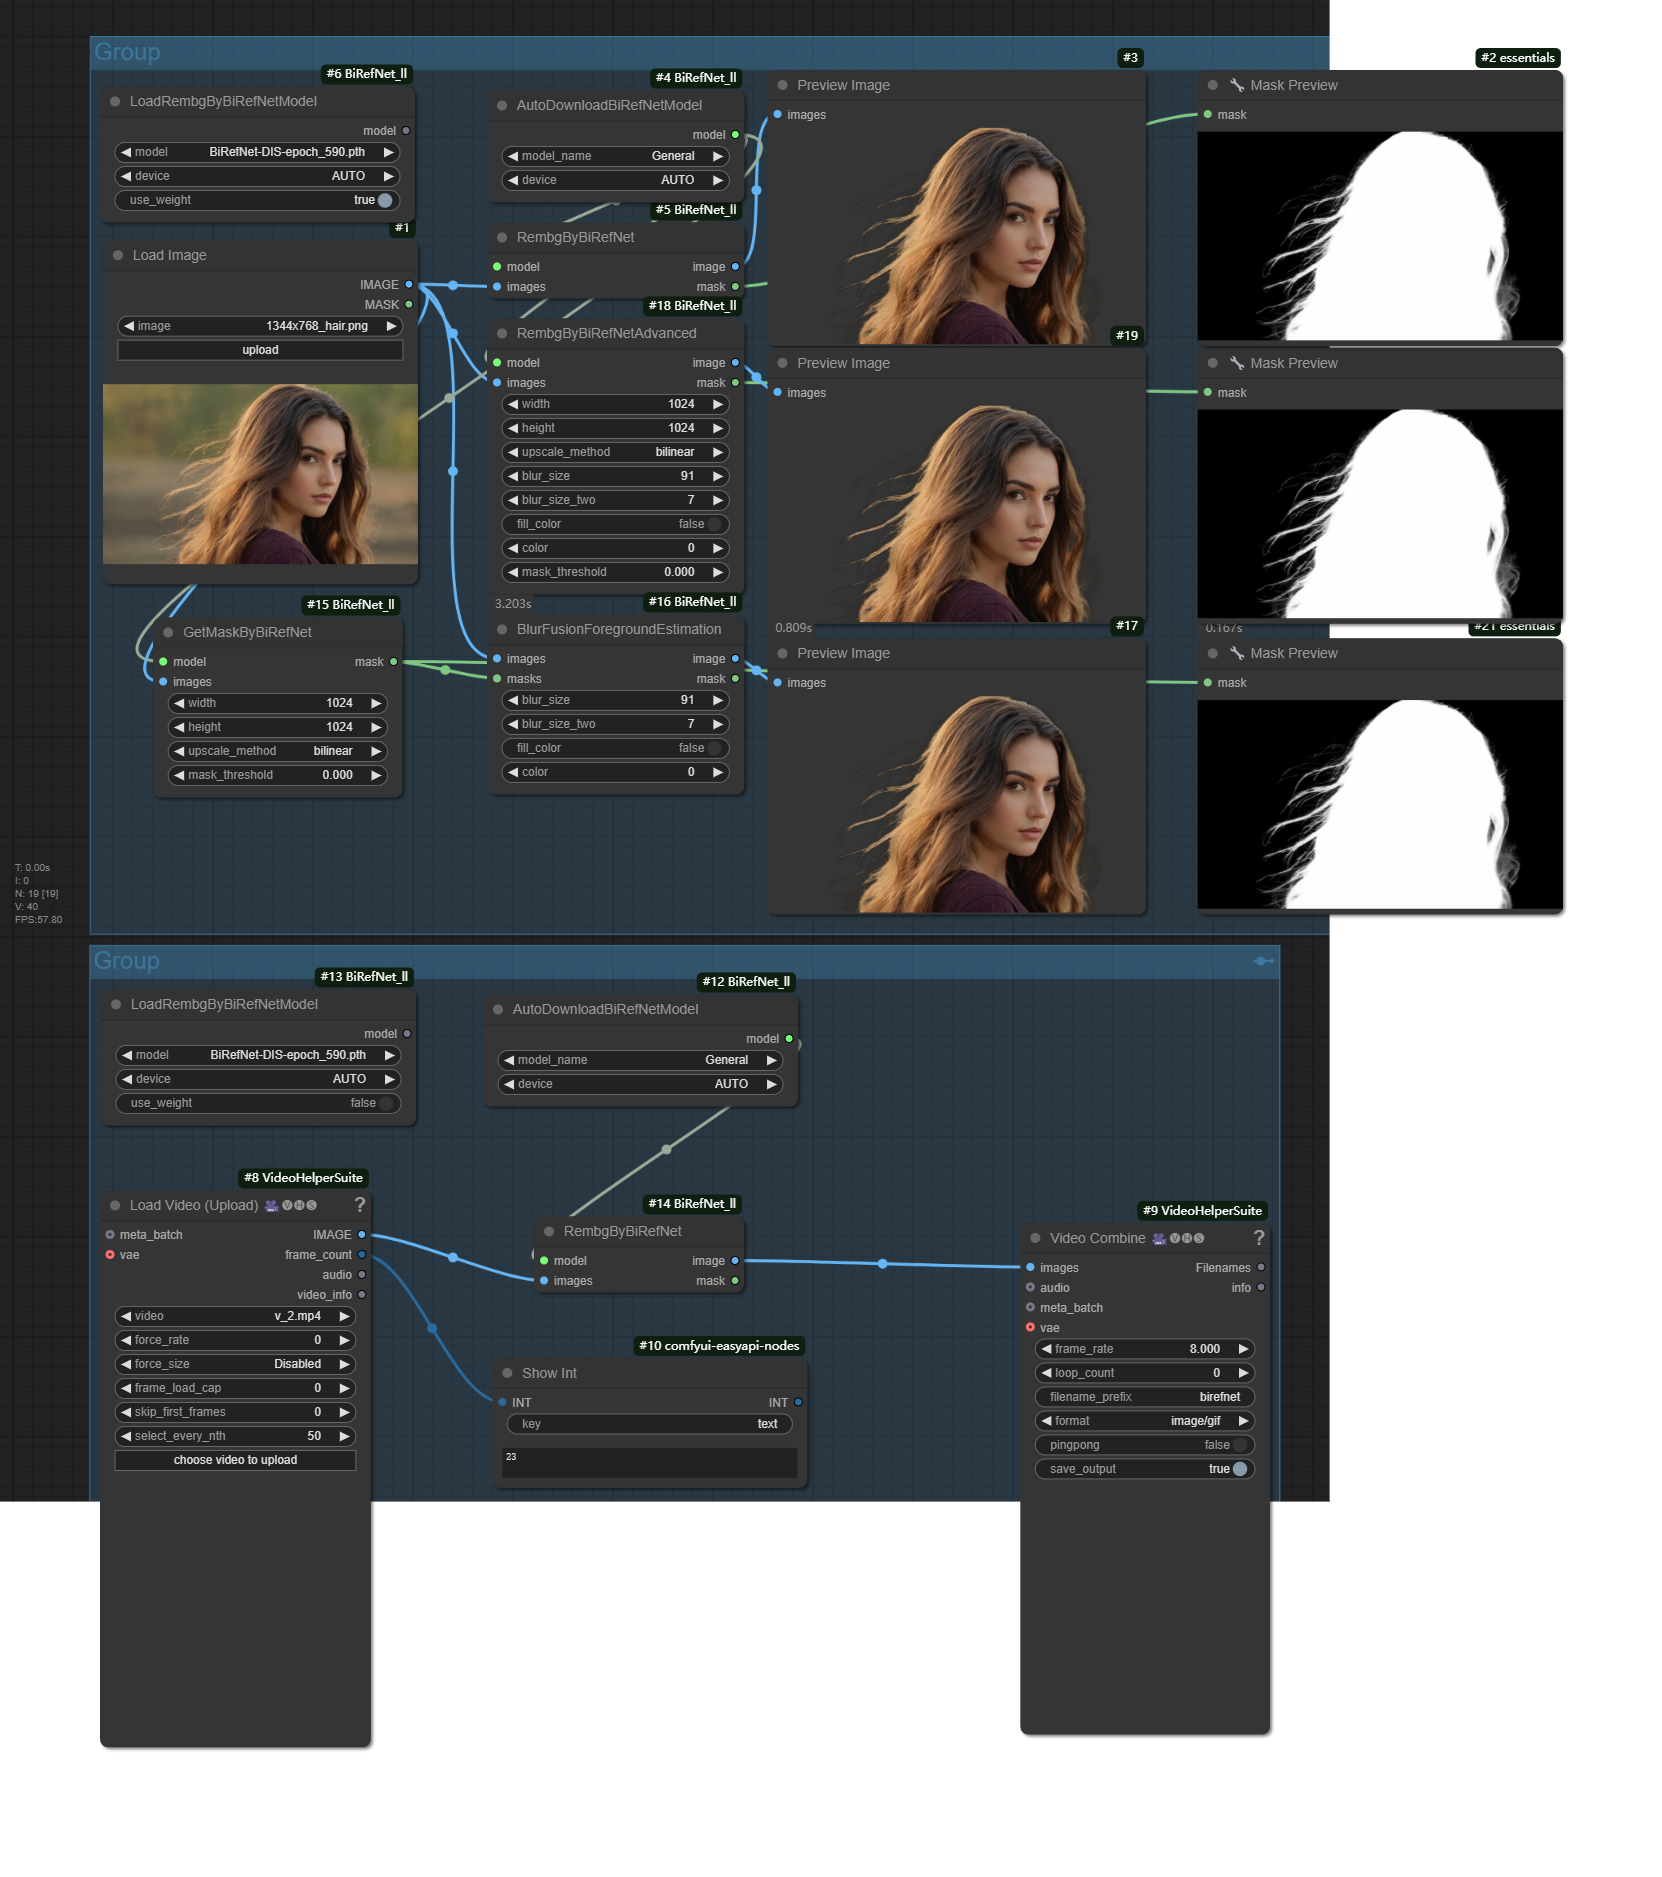 Group
#6 BiRefNet_ll
LoadRembgByBiRefNetModel
model
model BiRefNet-DIS-epoch_590.pth
device AUTO
use_weight true
#1
Load Image
IMAGE
MASK
image 1344x768_hair.png
upload
#15 BiRefNet_ll
GetMaskByBiRefNet
model mask
images
width 1024
height 1024
upscale_method bilinear
mask_threshold 0.000
#4 BiRefNet_ll
AutoDownloadBiRefNetModel
model
model_name General
device AUTO
#5 BiRefNet_ll
RembgByBiRefNet
model image
images mask
#18 BiRefNet_ll
RembgByBiRefNetAdvanced
model image
images mask
width 1024
height 1024
upscale_method bilinear
blur_size 91
blur_size_two 7
fill_color false
color 0
mask_threshold 0.000
3.203s
#16 BiRefNet_ll
BlurFusionForegroundEstimation
images image
masks mask
blur_size 91
blur_size_two 7
fill_color false
color 0
#3
Preview Image
images
#19
Preview Image
images
0.809s
#17
Preview Image
images
#2 essentials
🔧 Mask Preview
mask
🔧 Mask Preview
mask
0.167s
#21 essentials
🔧 Mask Preview
mask
T: 0.00s
I: 0
N: 19 [19]
V: 40
FPS:57.80
Group
#13 BiRefNet_ll
LoadRembgByBiRefNetModel
model
model BiRefNet-DIS-epoch_590.pth
device AUTO
use_weight false
#12 BiRefNet_ll
AutoDownloadBiRefNetModel
model
model_name General
device AUTO
#8 VideoHelperSuite
Load Video (Upload) 🎥🅥🅗🅢 ?
meta_batch IMAGE
vae frame_count
audio
video_info
video v_2.mp4
force_rate 0
force_size Disabled
frame_load_cap 0
skip_first_frames 0
select_every_nth 50
choose video to upload
#14 BiRefNet_ll
RembgByBiRefNet
model image
images mask
#10 comfyui-easyapi-nodes
Show Int
INT INT
key text
23
#9 VideoHelperSuite
Video Combine 🎥🅥🅗🅢 ?
images Filenames
audio info
meta_batch
vae
frame_rate 8.000
loop_count 0
filename_prefix birefnet
format image/gif
pingpong false
save_output true